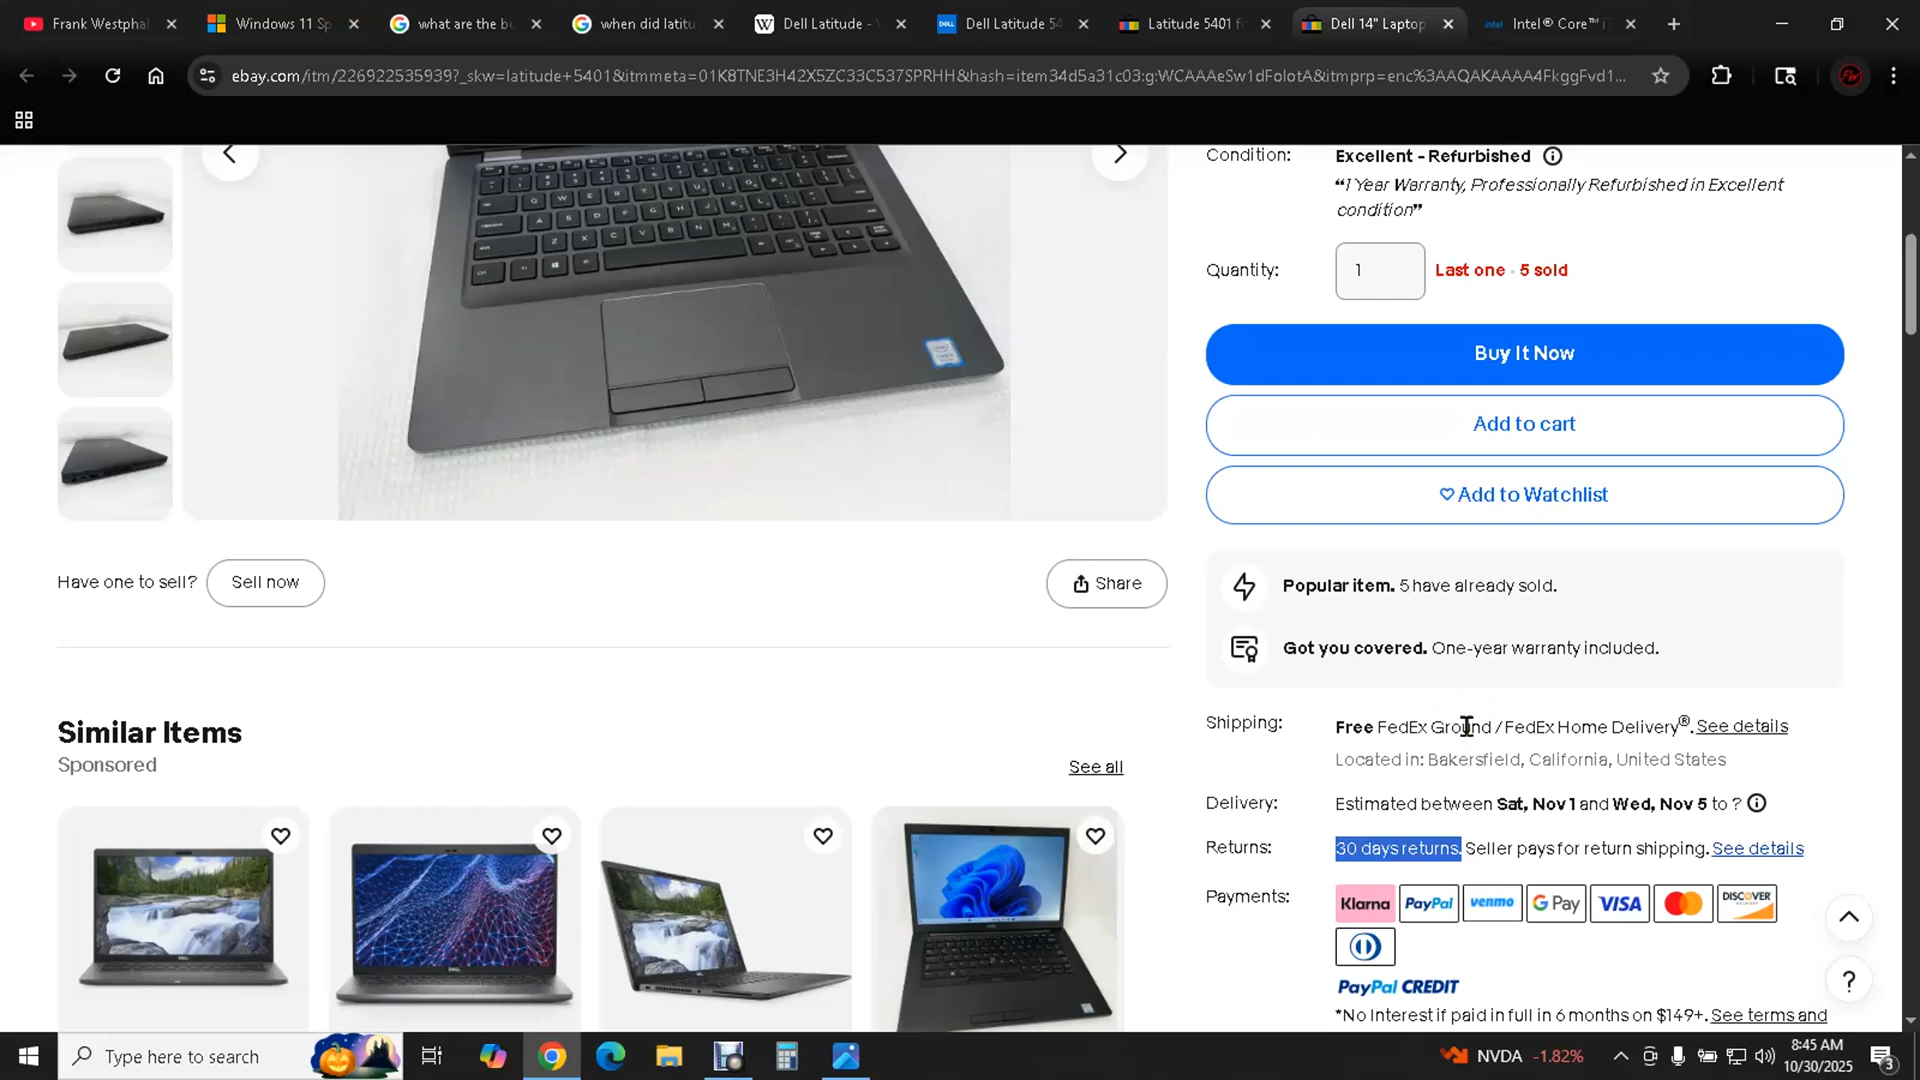 Frank Westphal
Windows 11 Sp
what are the bu
when did latitu
Dell Latitude -
Dell Latitude 54
Latitude 5401 fo
Dell 14" Laptop
Intel® Core™ i
ebay.com/itm/226922535939?_skw=latitude+5401&itmmeta=01K8TNE3H42X5ZC33C537SPRHH&hash=item34d5a31c03:g:WCAAAeSw1dFolotA&itmprp=enc%3AAQAKAAAA4FkggFvd1...
Condition:
Excellent - Refurbished
“1 Year Warranty, Professionally Refurbished in Excellent
condition”
Quantity:
1
Last one · 5 sold
Buy It Now
Add to cart
Add to Watchlist
Have one to sell?
Sell now
Share
Popular item. 5 have already sold.
Got you covered. One-year warranty included.
Shipping:
Free FedEx Ground / FedEx Home Delivery®. See details
Located in: Bakersfield, California, United States
Delivery:
Estimated between Sat, Nov 1 and Wed, Nov 5 to ?
Returns:
30 days returns. Seller pays for return shipping. See details
Payments:
Klarna
PayPal
venmo
G Pay
VISA
DISCOVER
PayPal CREDIT
*No Interest if paid in full in 6 months on $149+. See terms and
Similar Items
Sponsored
See all
?
Type here to search
NVDA -1.82%
8:45 AM
10/30/2025
3